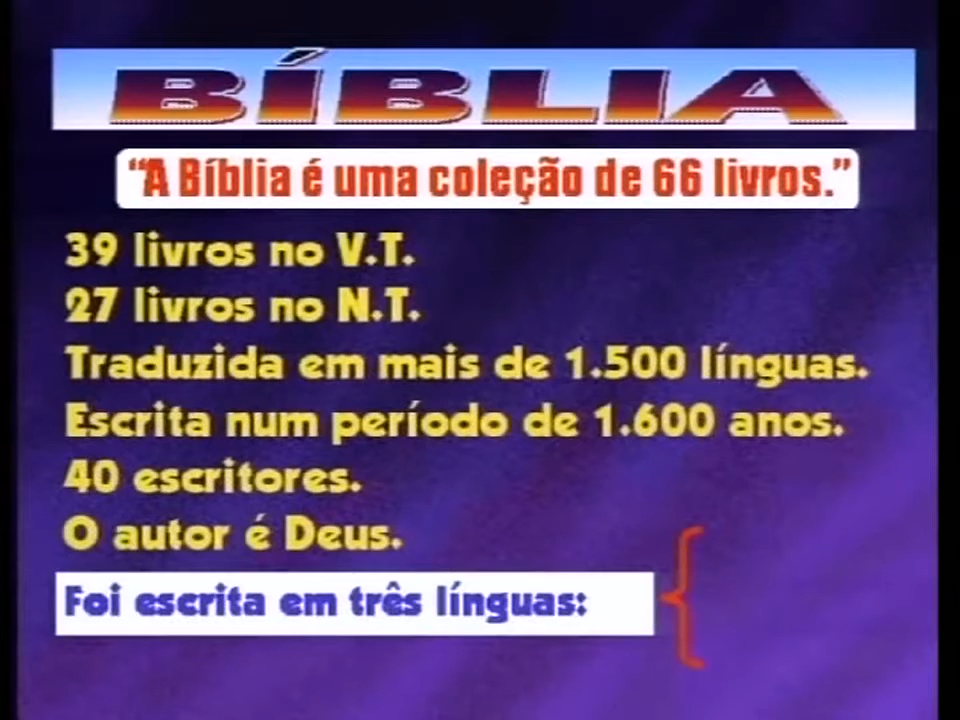 BÍBLIA
“A Bíblia é uma coleção de 66 livros.”
39 livros no V.T.
27 livros no N.T.
Traduzida em mais de 1.500 línguas.
Escrita num período de 1.600 anos.
40 escritores.
O autor é Deus.
Foi escrita em três línguas: